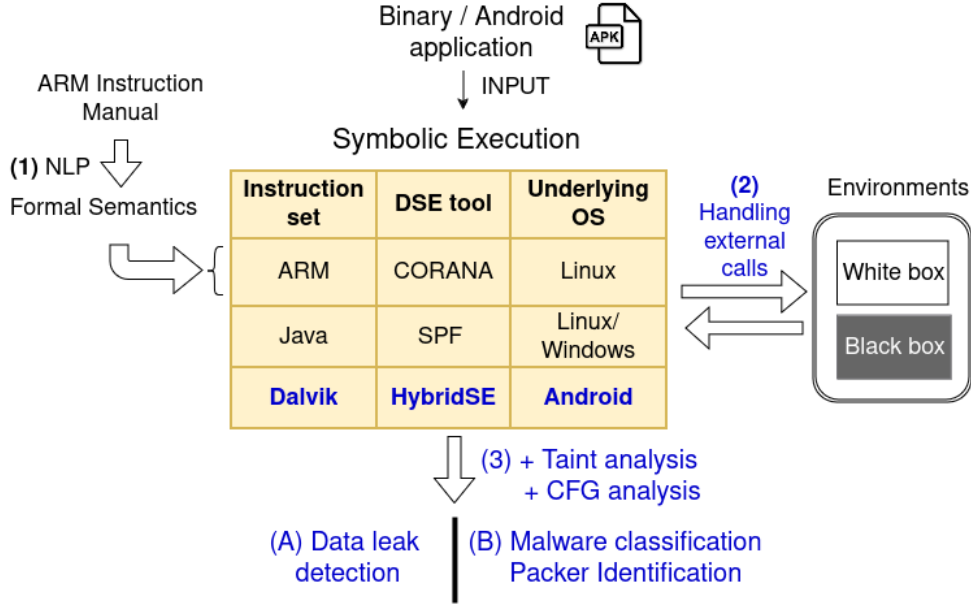 Binary / Android
application
APK
INPUT
ARM Instruction
Manual
(1) NLP
Formal Semantics
Symbolic Execution
Instruction
set
DSE tool
Underlying
OS
ARM
CORANA
Linux
Java
SPF
Linux/
Windows
Dalvik
HybridSE
Android
(2)
Handling
external
calls
Environments
White box
Black box
(3) + Taint analysis
+ CFG analysis
(A) Data leak
detection
(B) Malware classification
Packer Identification